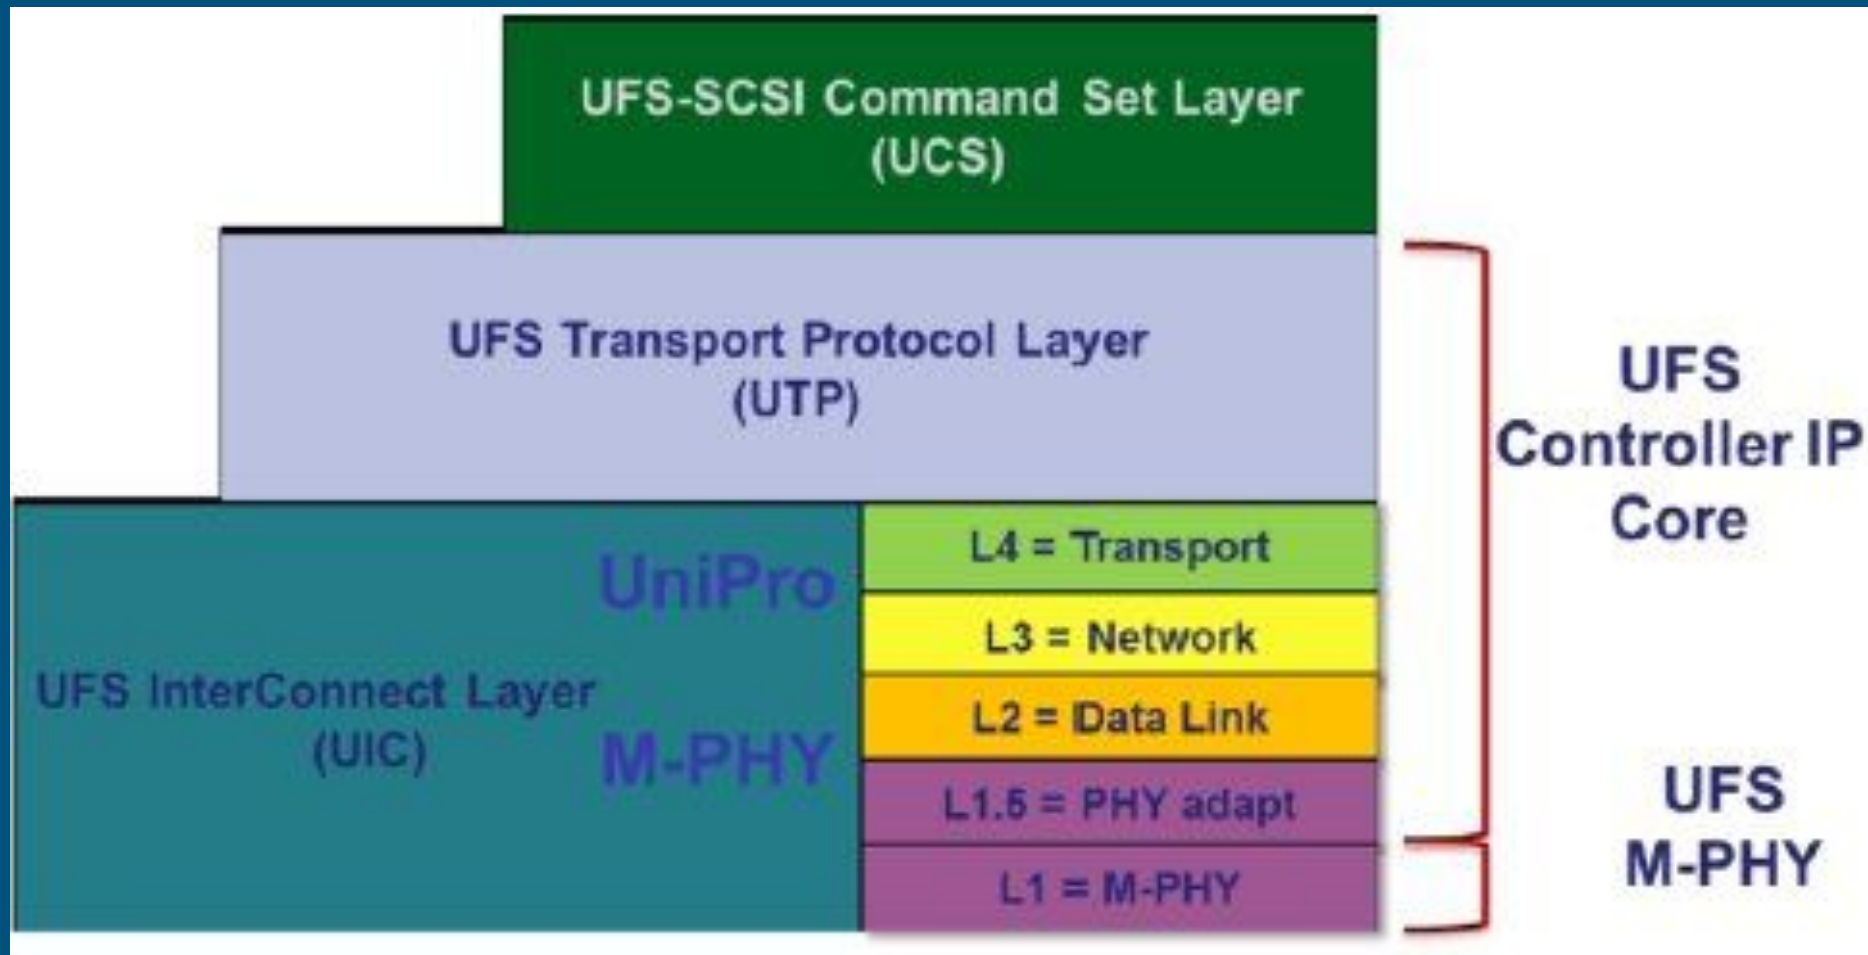 UFS-SCSI Command Set Layer
(UCS)
UFS Transport Protocol Layer
(UTP)
UFS InterConnect Layer
(UIC)
UniPro
M-PHY
L4 = Transport
L3 = Network
L2 = Data Link
L1.5 = PHY adapt
L1 = M-PHY
UFS
Controller IP
Core
UFS
M-PHY